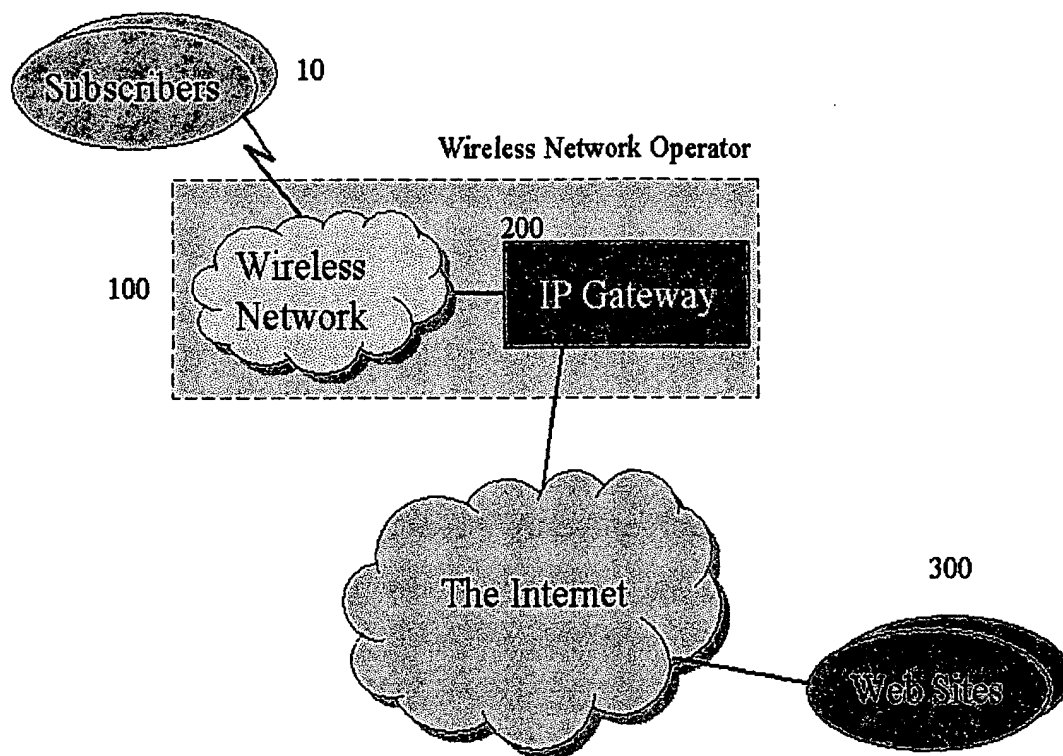 Subscribers
10
Wireless Network Operator
200
Wireless
Network
100
IP Gateway
The Internet
300
Web Sites